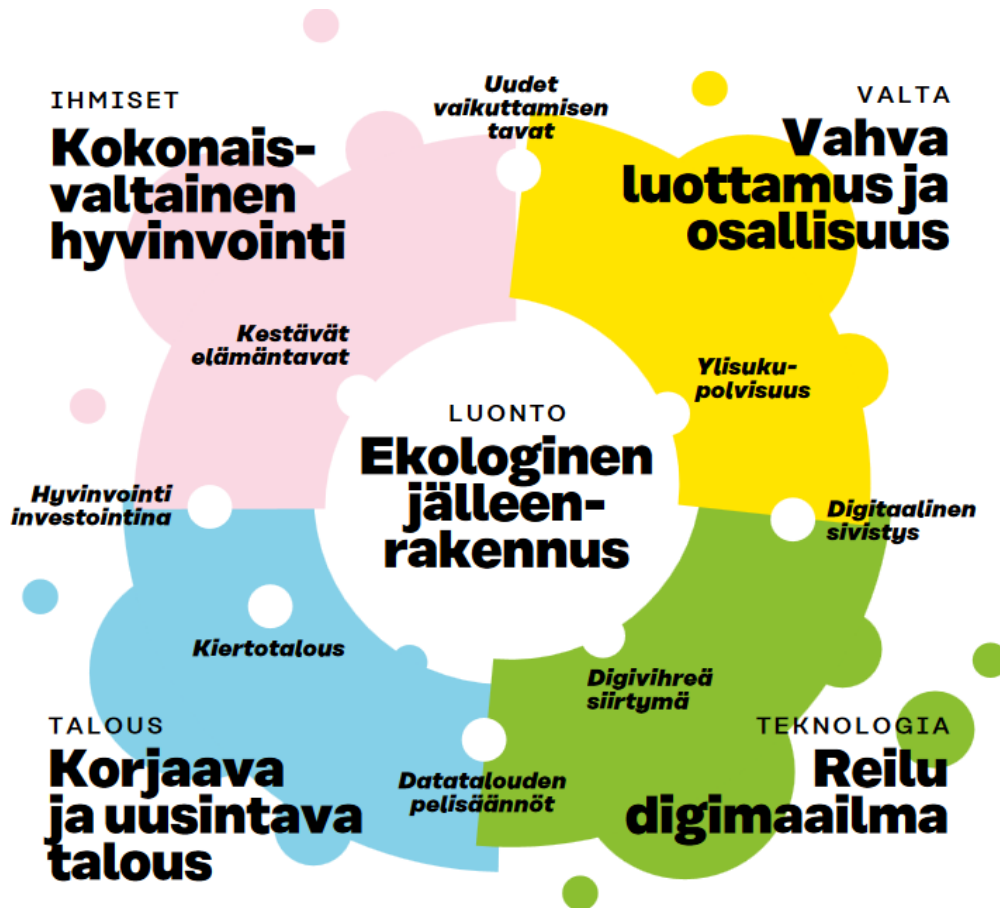 IHMISET
Kokonais-
valtainen
hyvinvointi
Uudet
vaikuttamisen
tavat
VALTA
Vahva
luottamus ja
osallisuus
Kestävät
elämäntavat
Ylisuku-
polvisuus
LUONTO
Ekologinen
jälleen-
rakennus
Hyvinvointi
investointina
Digitaalinen
sivistys
Kiertotalous
Digivihreä
siirtymä
TALOUS
Korjaava
ja uusintava
talous
Datatalouden
pelisäännöt
TEKNOLOGIA
Reilu
digimaailma